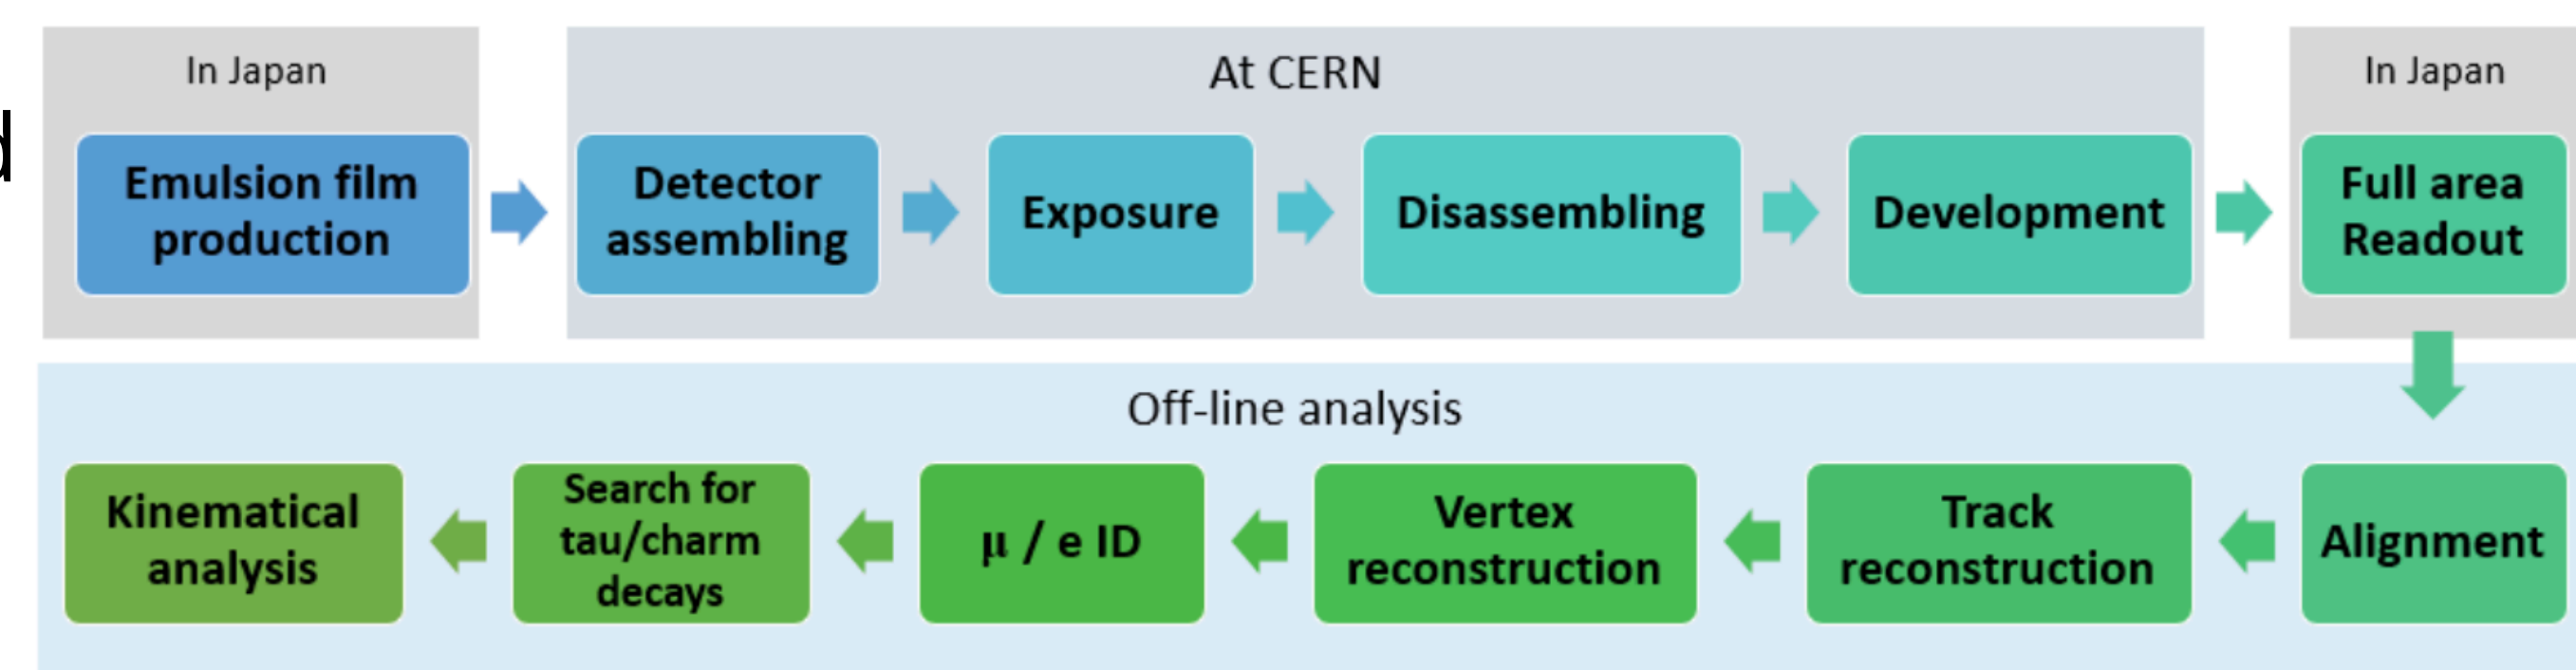 In Japan
At CERN
In Japan
d
Emulsion film
production
Detector
assembling
Exposure
Disassembling
Development
Full area
Readout
Off-line analysis
Kinematical
analysis
Search for
tau/charm
decays
μ / e ID
Vertex
reconstruction
Track
reconstruction
Alignment